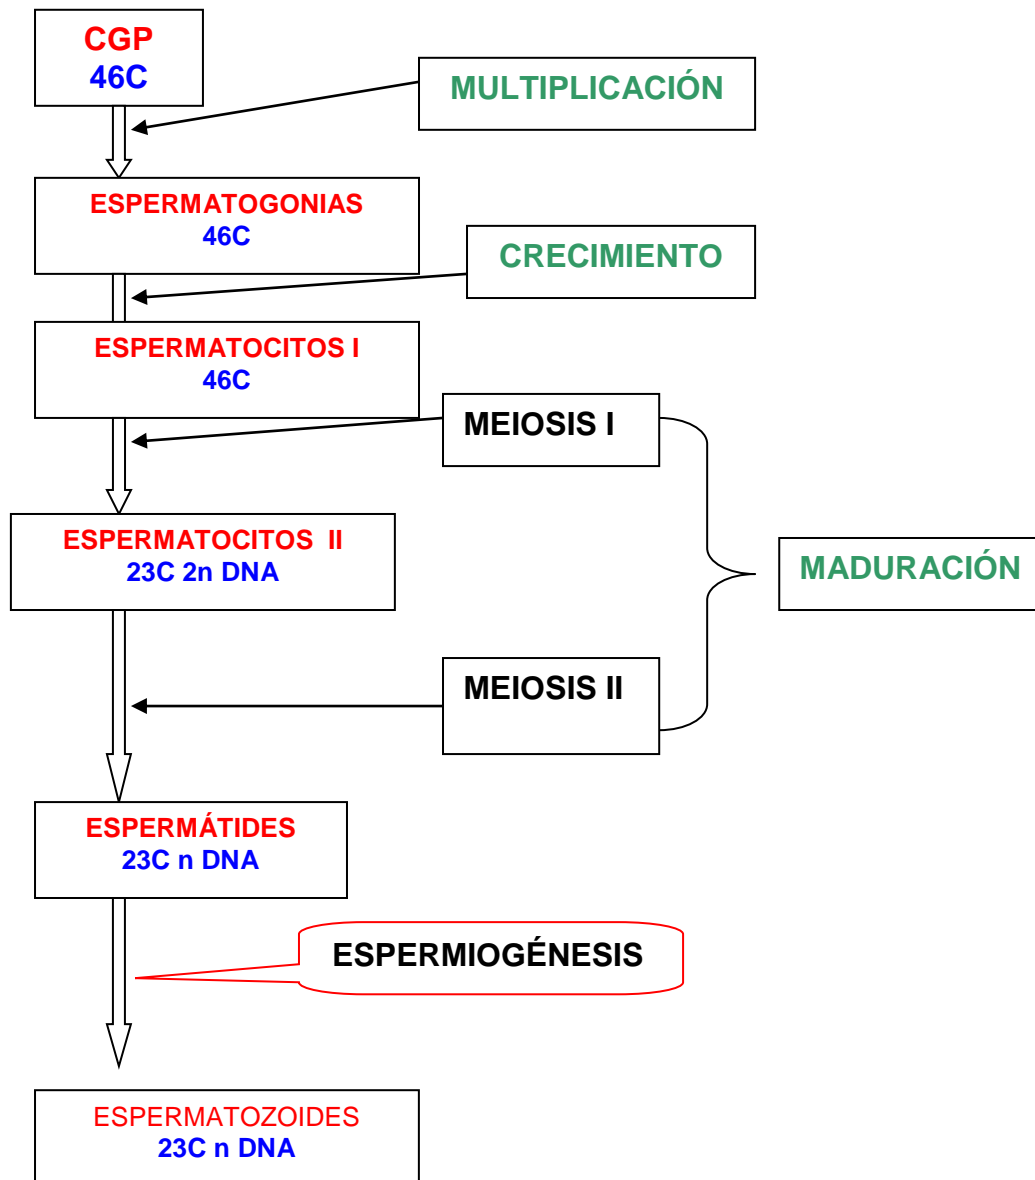 CGP
46C
MULTIPLICACIÓN
ESPERMATOGONIAS
46C
CRECIMIENTO
ESPERMATOCITOS I
46C
MEIOSIS I
ESPERMATOCITOS II
23C 2n DNA
MADURACIÓN
MEIOSIS II
ESPERMÁTIDES
23C n DNA
ESPERMIOGÉNESIS
ESPERMATOZOIDES
23C n DNA